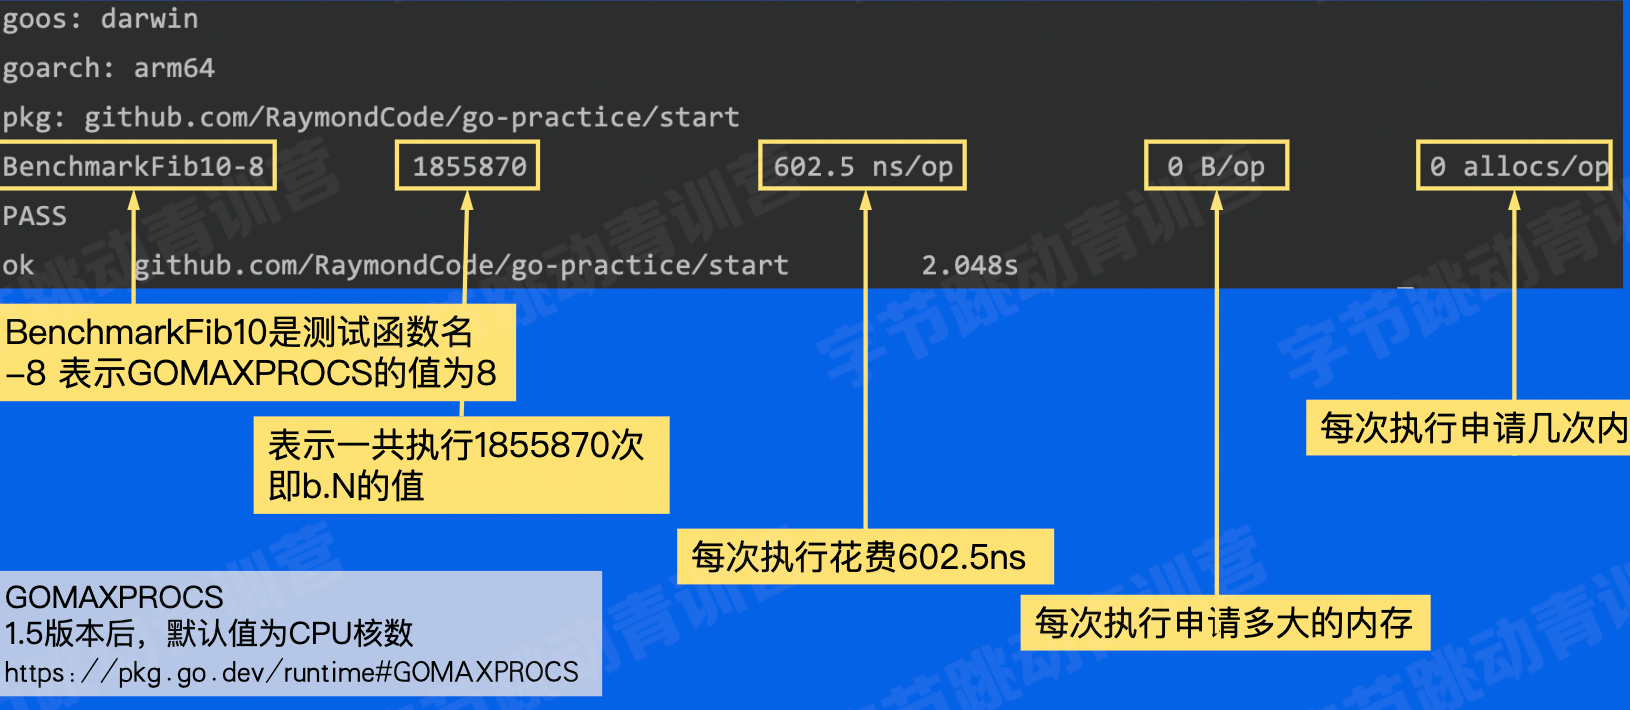 goos: darwin
goarch: arm64
pkg: github.com/RaymondCode/go-practice/start
BenchmarkFib10-8 1855870 602.5 ns/op 0 B/op 0 allocs/op
PASS
ok github.com/RaymondCode/go-practice/start 2.048s
BenchmarkFib10是测试函数名
-8 表示GOMAXPROCS的值为8
表示一共执行1855870次
即b.N的值
每次执行花费602.5ns
每次执行申请多大的内存
每次执行申请几次内
GOMAXPROCS
1.5版本后，默认值为CPU核数
https://pkg.go.dev/runtime#GOMAXPROCS
字节跳动青训营
字节跳动青训营